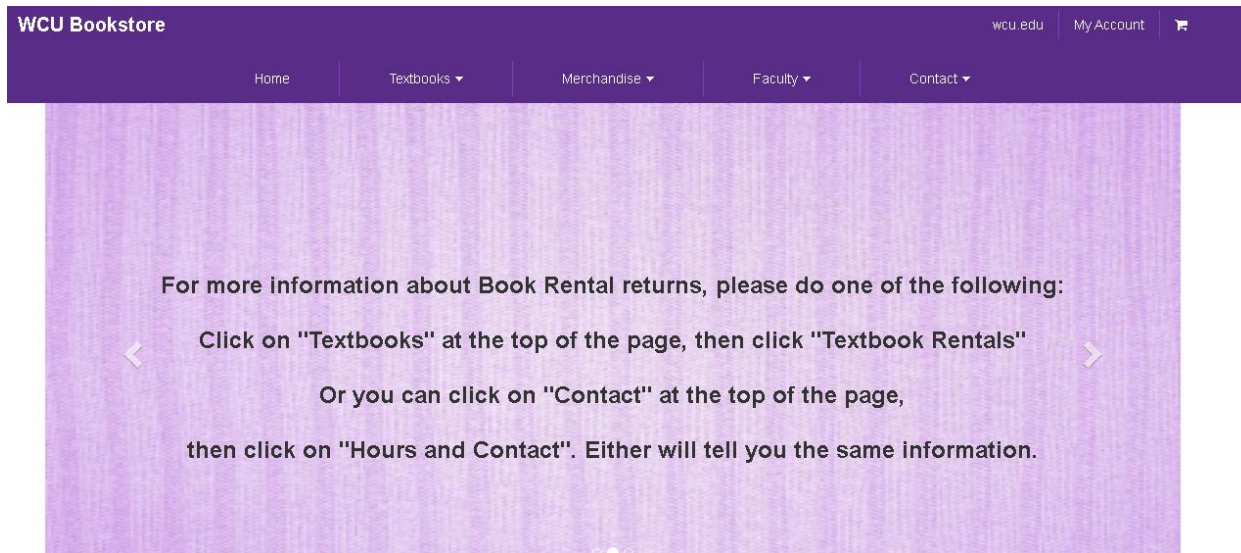 WCU Bookstore
wcu.edu My Account
Home Textbooks Merchandise Faculty Contact
For more information about Book Rental returns, please do one of the following:
Click on "Textbooks" at the top of the page, then click "Textbook Rentals"
Or you can click on "Contact" at the top of the page,
then click on "Hours and Contact". Either will tell you the same information.